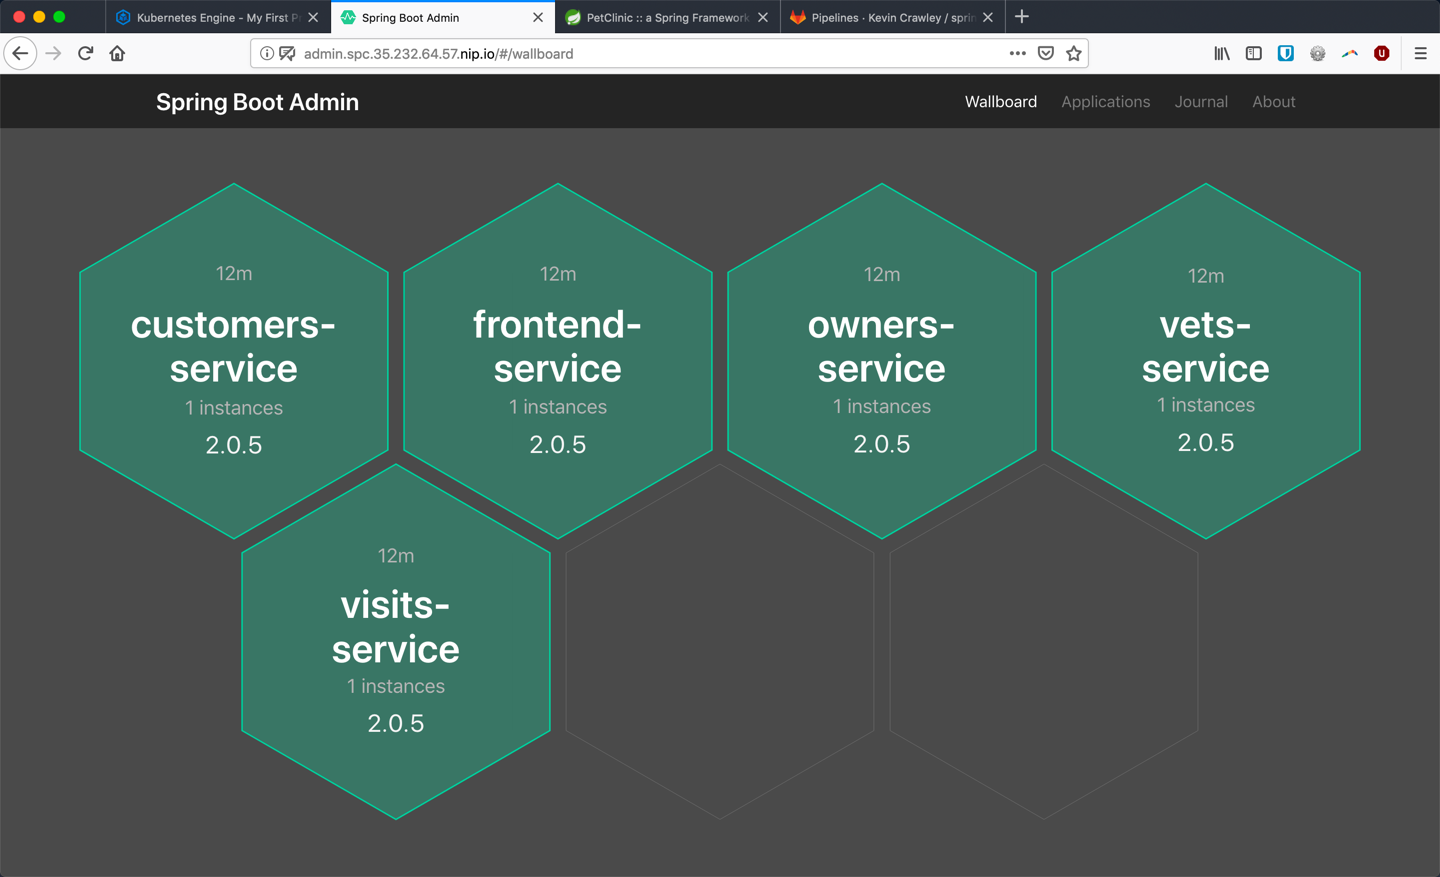 Kubernetes Engine - My First P
Spring Boot Admin
PetClinic :: a Spring Framework
Pipelines · Kevin Crawley / sprin
admin.spc.35.232.64.57.nip.io/#/wallboard
Spring Boot Admin
Wallboard
Applications
Journal
About
12m
customers-
service
1 instances
2.0.5
12m
frontend-
service
1 instances
2.0.5
12m
owners-
service
1 instances
2.0.5
12m
vets-
service
1 instances
2.0.5
12m
visits-
service
1 instances
2.0.5